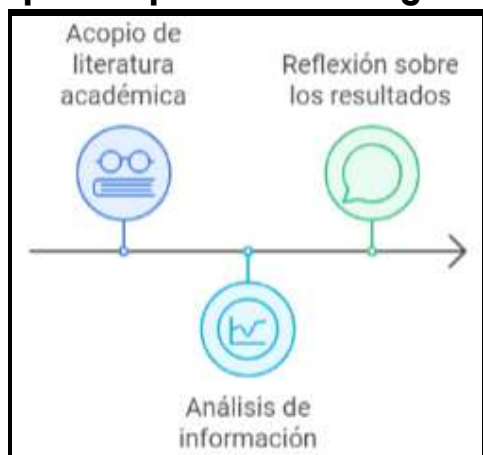 Acopio de
literatura
académica
Reflexión sobre
los resultados
Análisis de
información